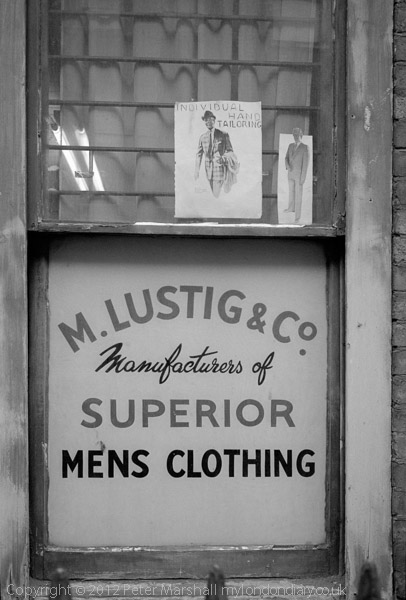 INDIVIDUAL
HAND
TAILORING
M. LUSTIG & Co.
Manufacturers of
SUPERIOR
MENS CLOTHING
Copyright © 2012 Peter Marshall mylondondiary.co.uk